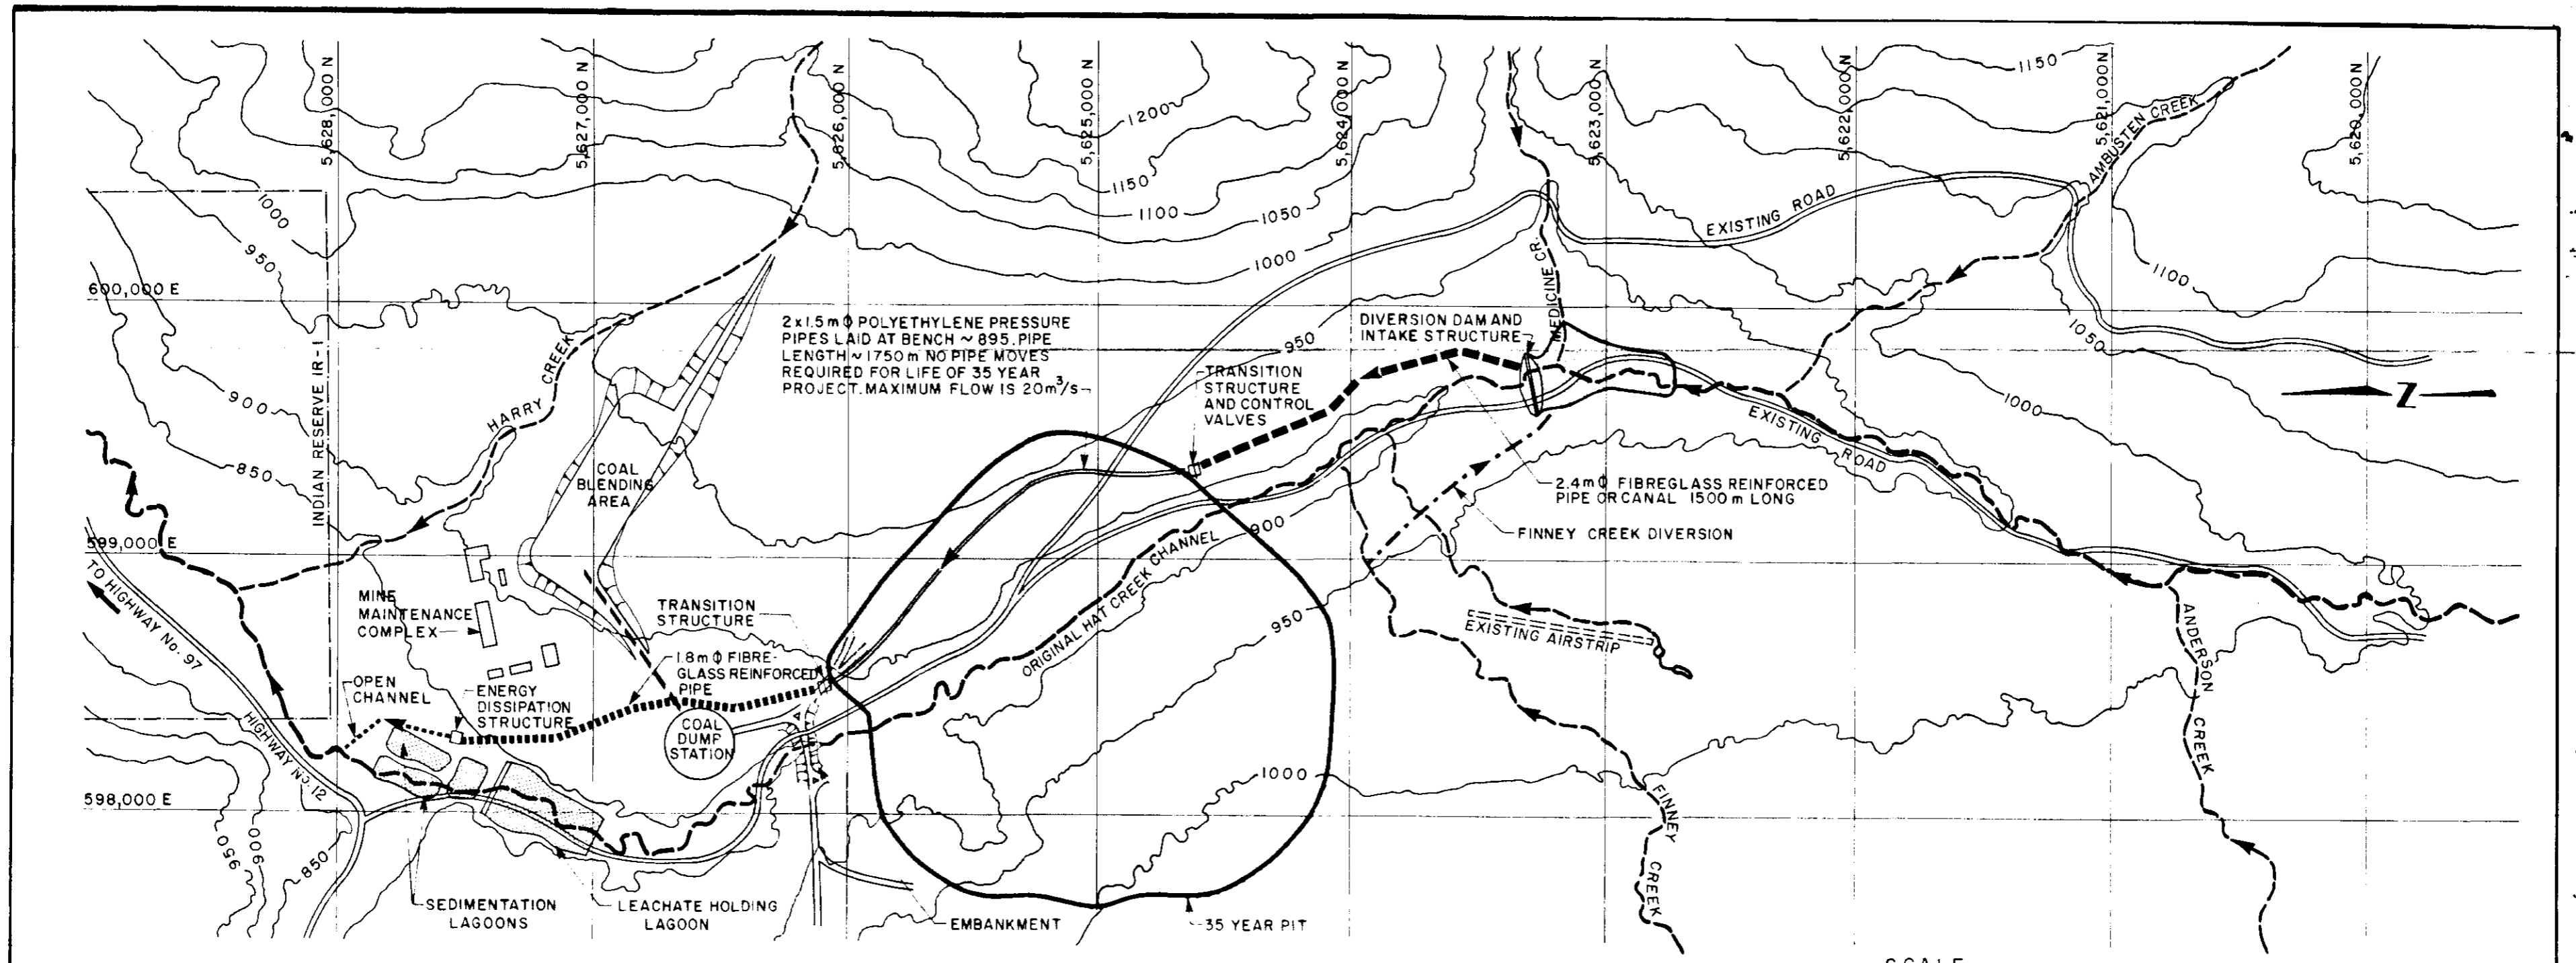 5,628,000 N
5,627,000 N
5,626,000 N
5,625,000 N
5,624,000 N
5,623,000 N
5,622,000 N
5,621,000 N
5,620,000 N
1150
1200
1150
1100
1050
1000
1000
950
900
850
950
1100
1050
1000
AMBUSTEN CREEK
EXISTING ROAD
MEDICINE CR.
600,000 E
599,000 E
598,000 E
INDIAN RESERVE IR-1
HARRY CREEK
2x1.5mϕ POLYETHYLENE PRESSURE
PIPES LAID AT BENCH ~ 895. PIPE
LENGTH ~ 1750 m NO PIPE MOVES
REQUIRED FOR LIFE OF 35 YEAR
PROJECT. MAXIMUM FLOW IS 20m³/s
DIVERSION DAM AND
INTAKE STRUCTURE
TRANSITION
STRUCTURE
AND CONTROL
VALVES
Z
EXISTING
ROAD
COAL
BLENDING
AREA
2.4mϕ FIBREGLASS REINFORCED
PIPE OR CANAL 1500 m LONG
FINNEY CREEK DIVERSION
900
950
1000
ORIGINAL HAT CREEK CHANNEL
TO HIGHWAY No. 97
HIGHWAY No. 12
MINE
MAINTENANCE
COMPLEX
TRANSITION
STRUCTURE
1.8mϕ FIBRE-
GLASS REINFORCED
PIPE
OPEN
CHANNEL
ENERGY
DISSIPATION
STRUCTURE
COAL
DUMP
STATION
EXISTING AIRSTRIP
ANDERSON
CREEK
FINNEY
CREEK
950
900
850
SEDIMENTATION
LAGOONS
LEACHATE HOLDING
LAGOON
EMBANKMENT
35 YEAR PIT